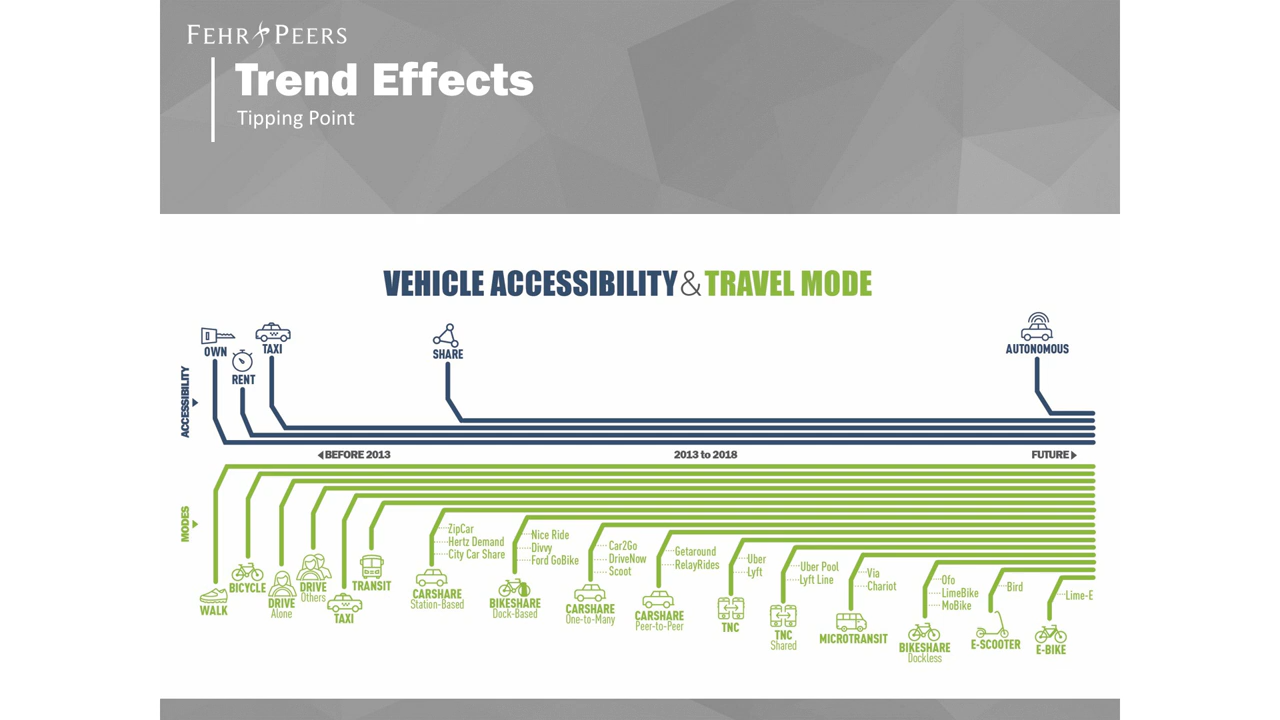 FEHR PEERS
Trend Effects
Tipping Point
VEHICLE ACCESSIBILITY & TRAVEL MODE
ACCESSIBILITY
OWN
RENT
TAXI
SHARE
AUTONOMOUS
BEFORE 2013
2013 to 2018
FUTURE
MODES
WALK
BICYCLE
DRIVE
Alone
DRIVE
Others
TAXI
TRANSIT
ZipCar
Hertz Demand
City Car Share
CARSHARE
Station-Based
Nice Ride
Divvy
Ford GoBike
BIKESHARE
Dock-Based
Car2Go
DriveNow
Scoot
CARSHARE
One-to-Many
Getaround
RelayRides
CARSHARE
Peer-to-Peer
Uber
Lyft
TNC
Uber Pool
Lyft Line
TNC
Shared
Via
Chariot
MICROTRANSIT
Ofo
LimeBike
MoBike
BIKESHARE
Dockless
Bird
E-SCOOTER
Lime-E
E-BIKE